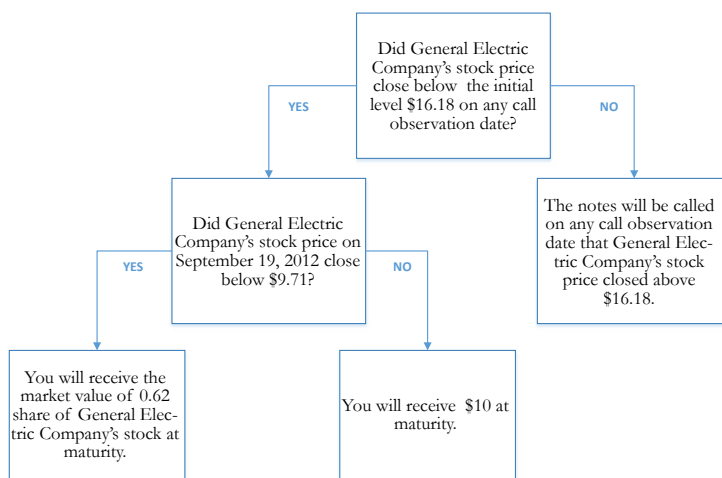 Did General Electric
Company's stock price
close below the initial
level $16.18 on any call
observation date?
YES
NO
Did General Electric
Company's stock price on
September 19, 2012 close
below $9.71?
The notes will be called
on any call observation
date that General Elec-
tric Company's stock
price closed above
$16.18.
YES
NO
You will receive the
market value of 0.62
share of General Elec-
tric Company's stock at
maturity.
You will receive $10 at
maturity.